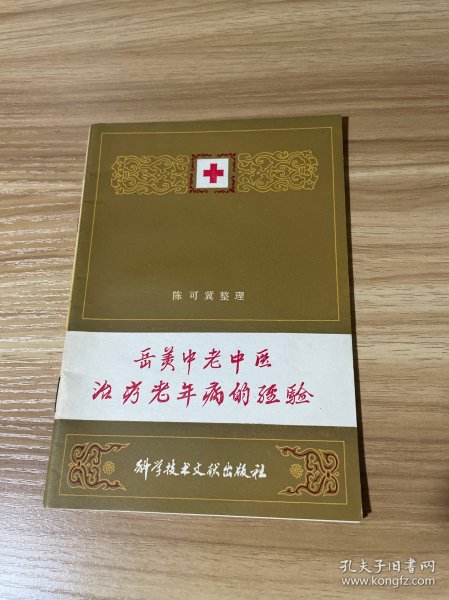 陈可冀整理
岳美中老中医
治疗老年病的经验
科学技术文献出版社
孔夫子旧书网
www.kongfz.com